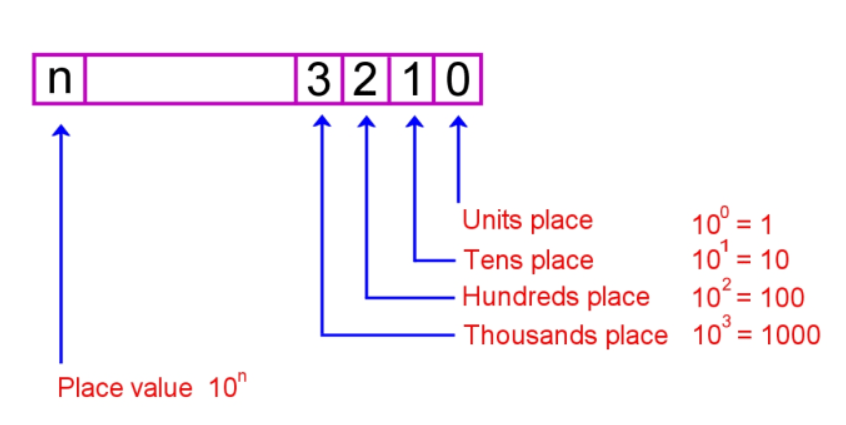 n 3 2 1 0
Units place 10⁰ = 1
Tens place 10¹ = 10
Hundreds place 10² = 100
Thousands place 10³ = 1000
Place value 10ⁿ